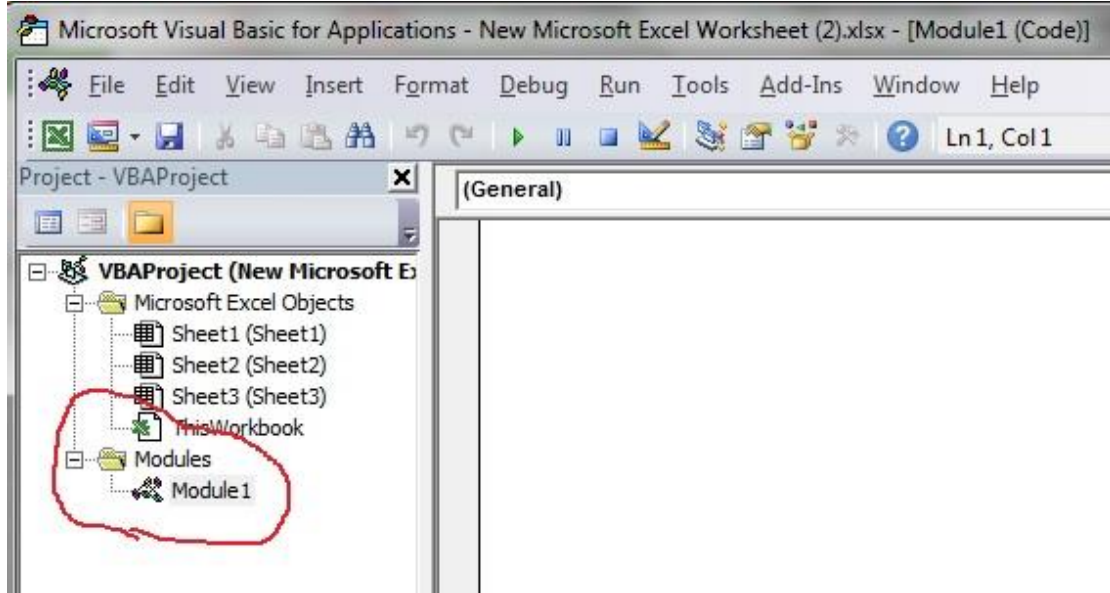 Microsoft Visual Basic for Applications - New Microsoft Excel Worksheet (2).xlsx - [Module1 (Code)]
File Edit View Insert Format Debug Run Tools Add-Ins Window Help
Ln 1, Col 1
Project - VBAProject
(General)
VBAProject (New Microsoft Ex
Microsoft Excel Objects
Sheet1 (Sheet1)
Sheet2 (Sheet2)
Sheet3 (Sheet3)
ThisWorkbook
Modules
Module1